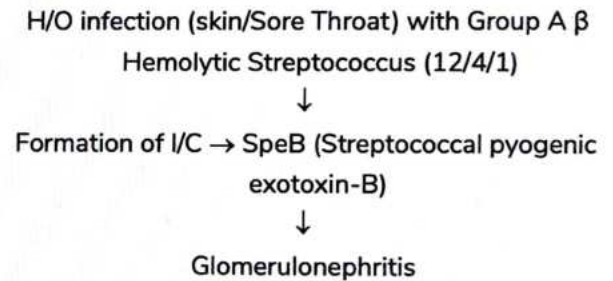 H/O infection (skin/Sore Throat) with Group A β
Hemolytic Streptococcus (12/4/1)
↓
Formation of I/C → SpeB (Streptococcal pyogenic
exotoxin-B)
↓
Glomerulonephritis